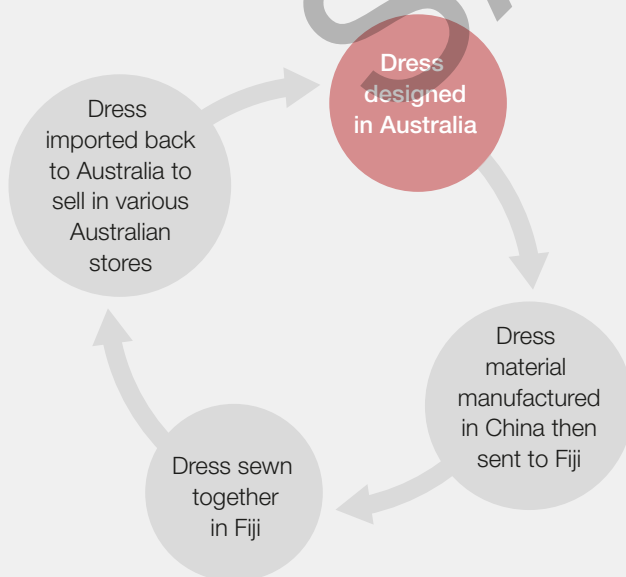 Dress
designed
in Australia
Dress
material
manufactured
in China then
sent to Fiji
Dress sewn
together
in Fiji
Dress
imported back
to Australia to
sell in various
Australian
stores